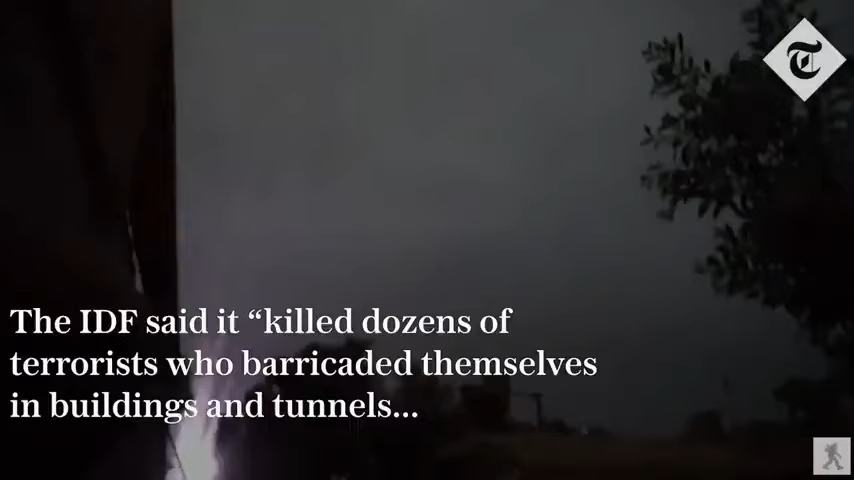 The IDF said it “killed dozens of
terrorists who barricaded themselves
in buildings and tunnels...